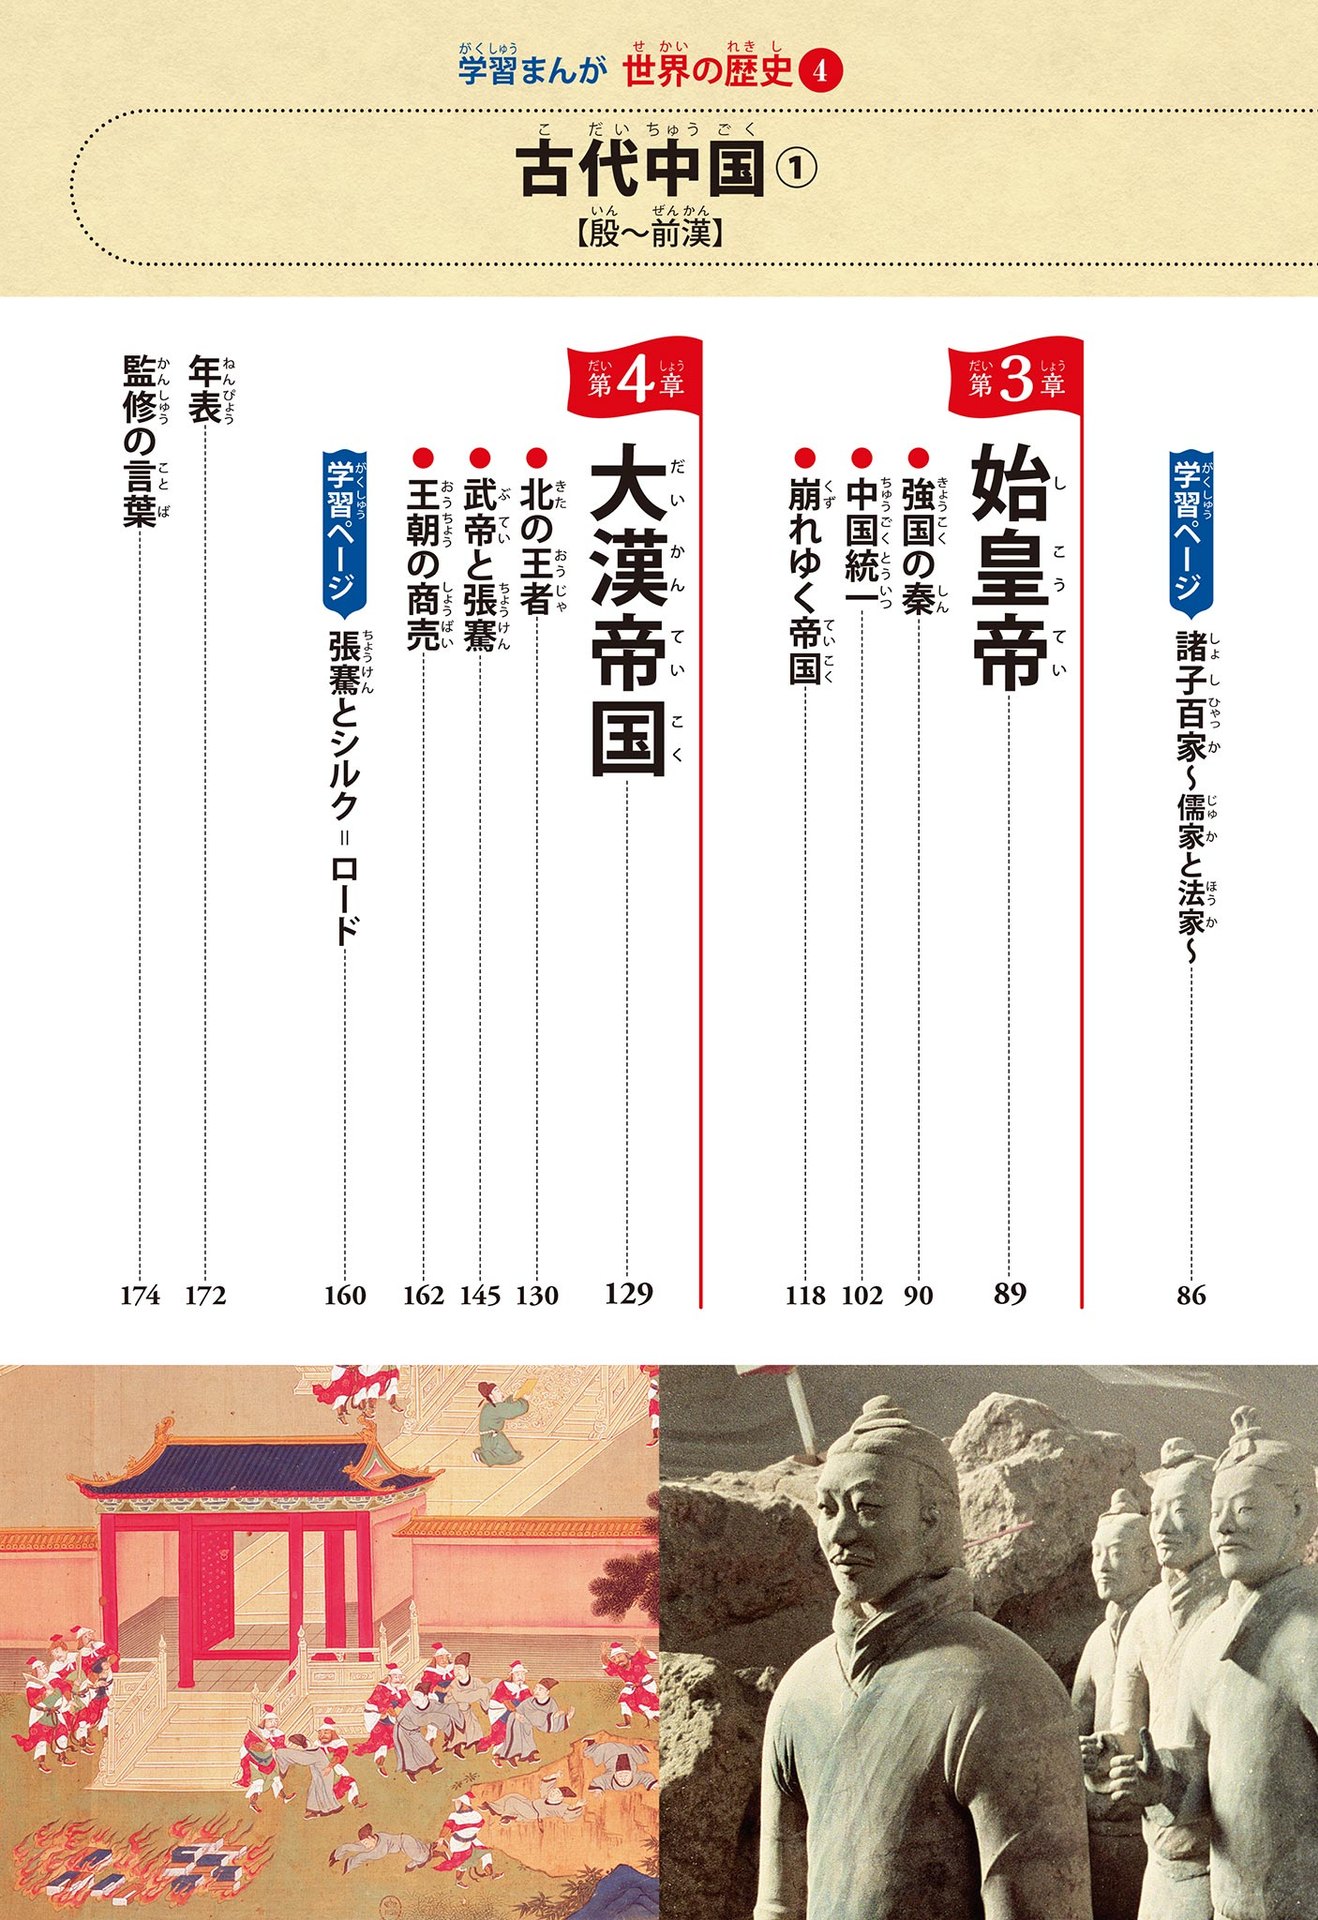 学習まんが 世界の歴史4
古代中国①
【殷～前漢】
学習ページ 諸子百家～儒家と法家～ 86
第3章 始皇帝 89
強国の秦 90
中国統一 102
崩れゆく帝国 118
第4章 大漢帝国 129
北の王者 130
武帝と張騫 145
王朝の商売 162
学習ページ 張騫とシルク＝ロード 160
年表 172
監修の言葉 174